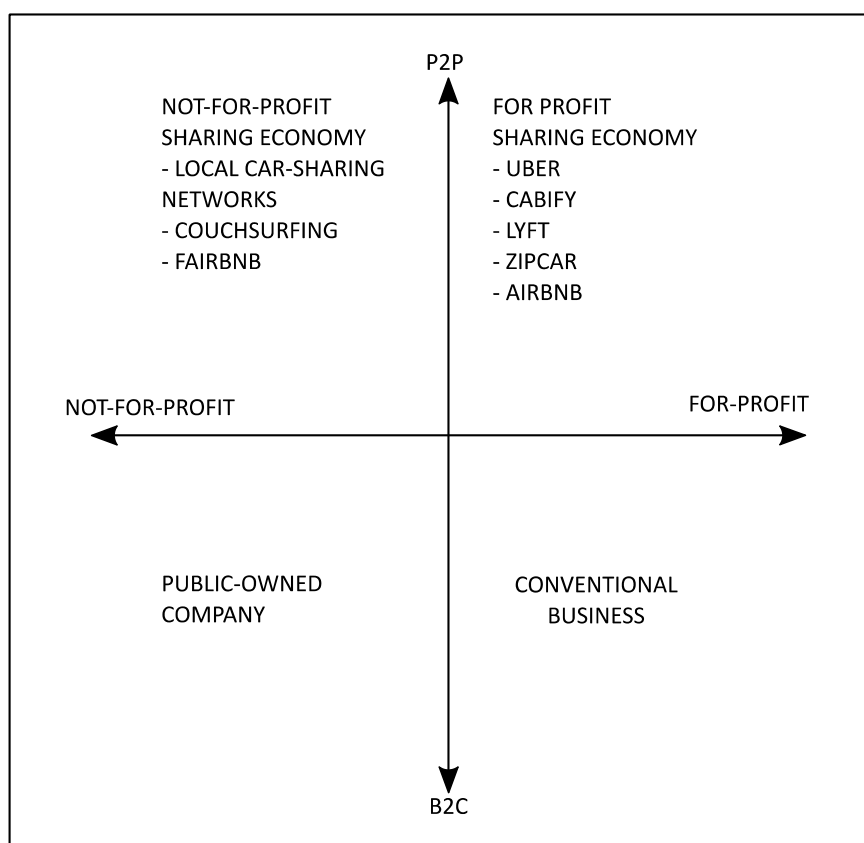 P2P
NOT-FOR-PROFIT
SHARING ECONOMY
- LOCAL CAR-SHARING
NETWORKS
- COUCHSURFING
- FAIRBNB
FOR PROFIT
SHARING ECONOMY
- UBER
- CABIFY
- LYFT
- ZIPCAR
- AIRBNB
NOT-FOR-PROFIT
FOR-PROFIT
PUBLIC-OWNED
COMPANY
CONVENTIONAL
BUSINESS
B2C